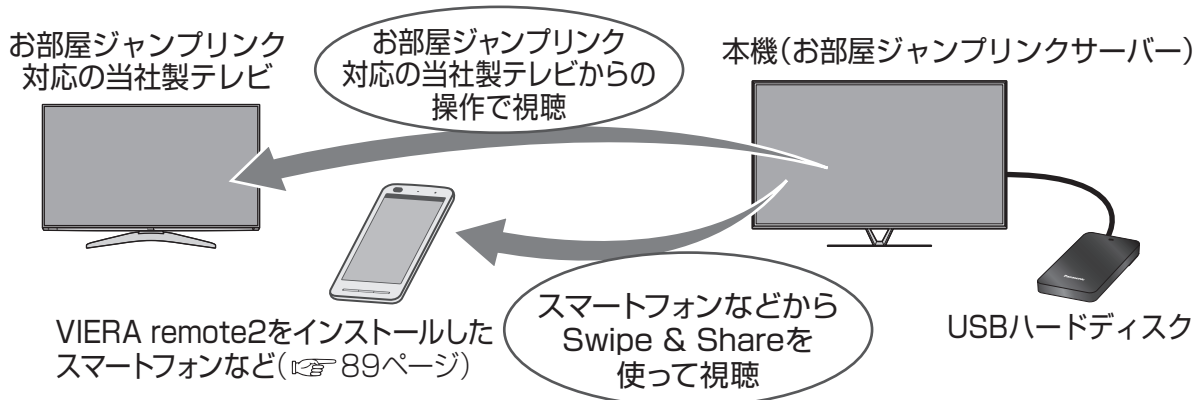 お部屋ジャンプリンク
対応の当社製テレビ
お部屋ジャンプリンク
対応の当社製テレビからの
操作で視聴
本機(お部屋ジャンプリンクサーバー)
VIERA remote2をインストールした
スマートフォンなど(☞89ページ)
スマートフォンなどから
Swipe & Shareを
使って視聴
USBハードディスク